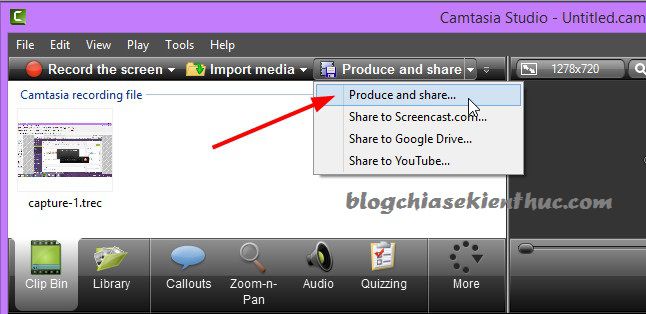 Camtasia Studio - Untitled.cam
File Edit View Play Tools Help
Record the screen Import media Produce and share 1278x720
Camtasia recording file
Produce and share...
Share to Screencast.com...
Share to Google Drive...
Share to YouTube...
capture-1.trec
blogchiasekienthuc.com
Clip Bin Library Callouts Zoom-n-
Pan Audio Quizzing More